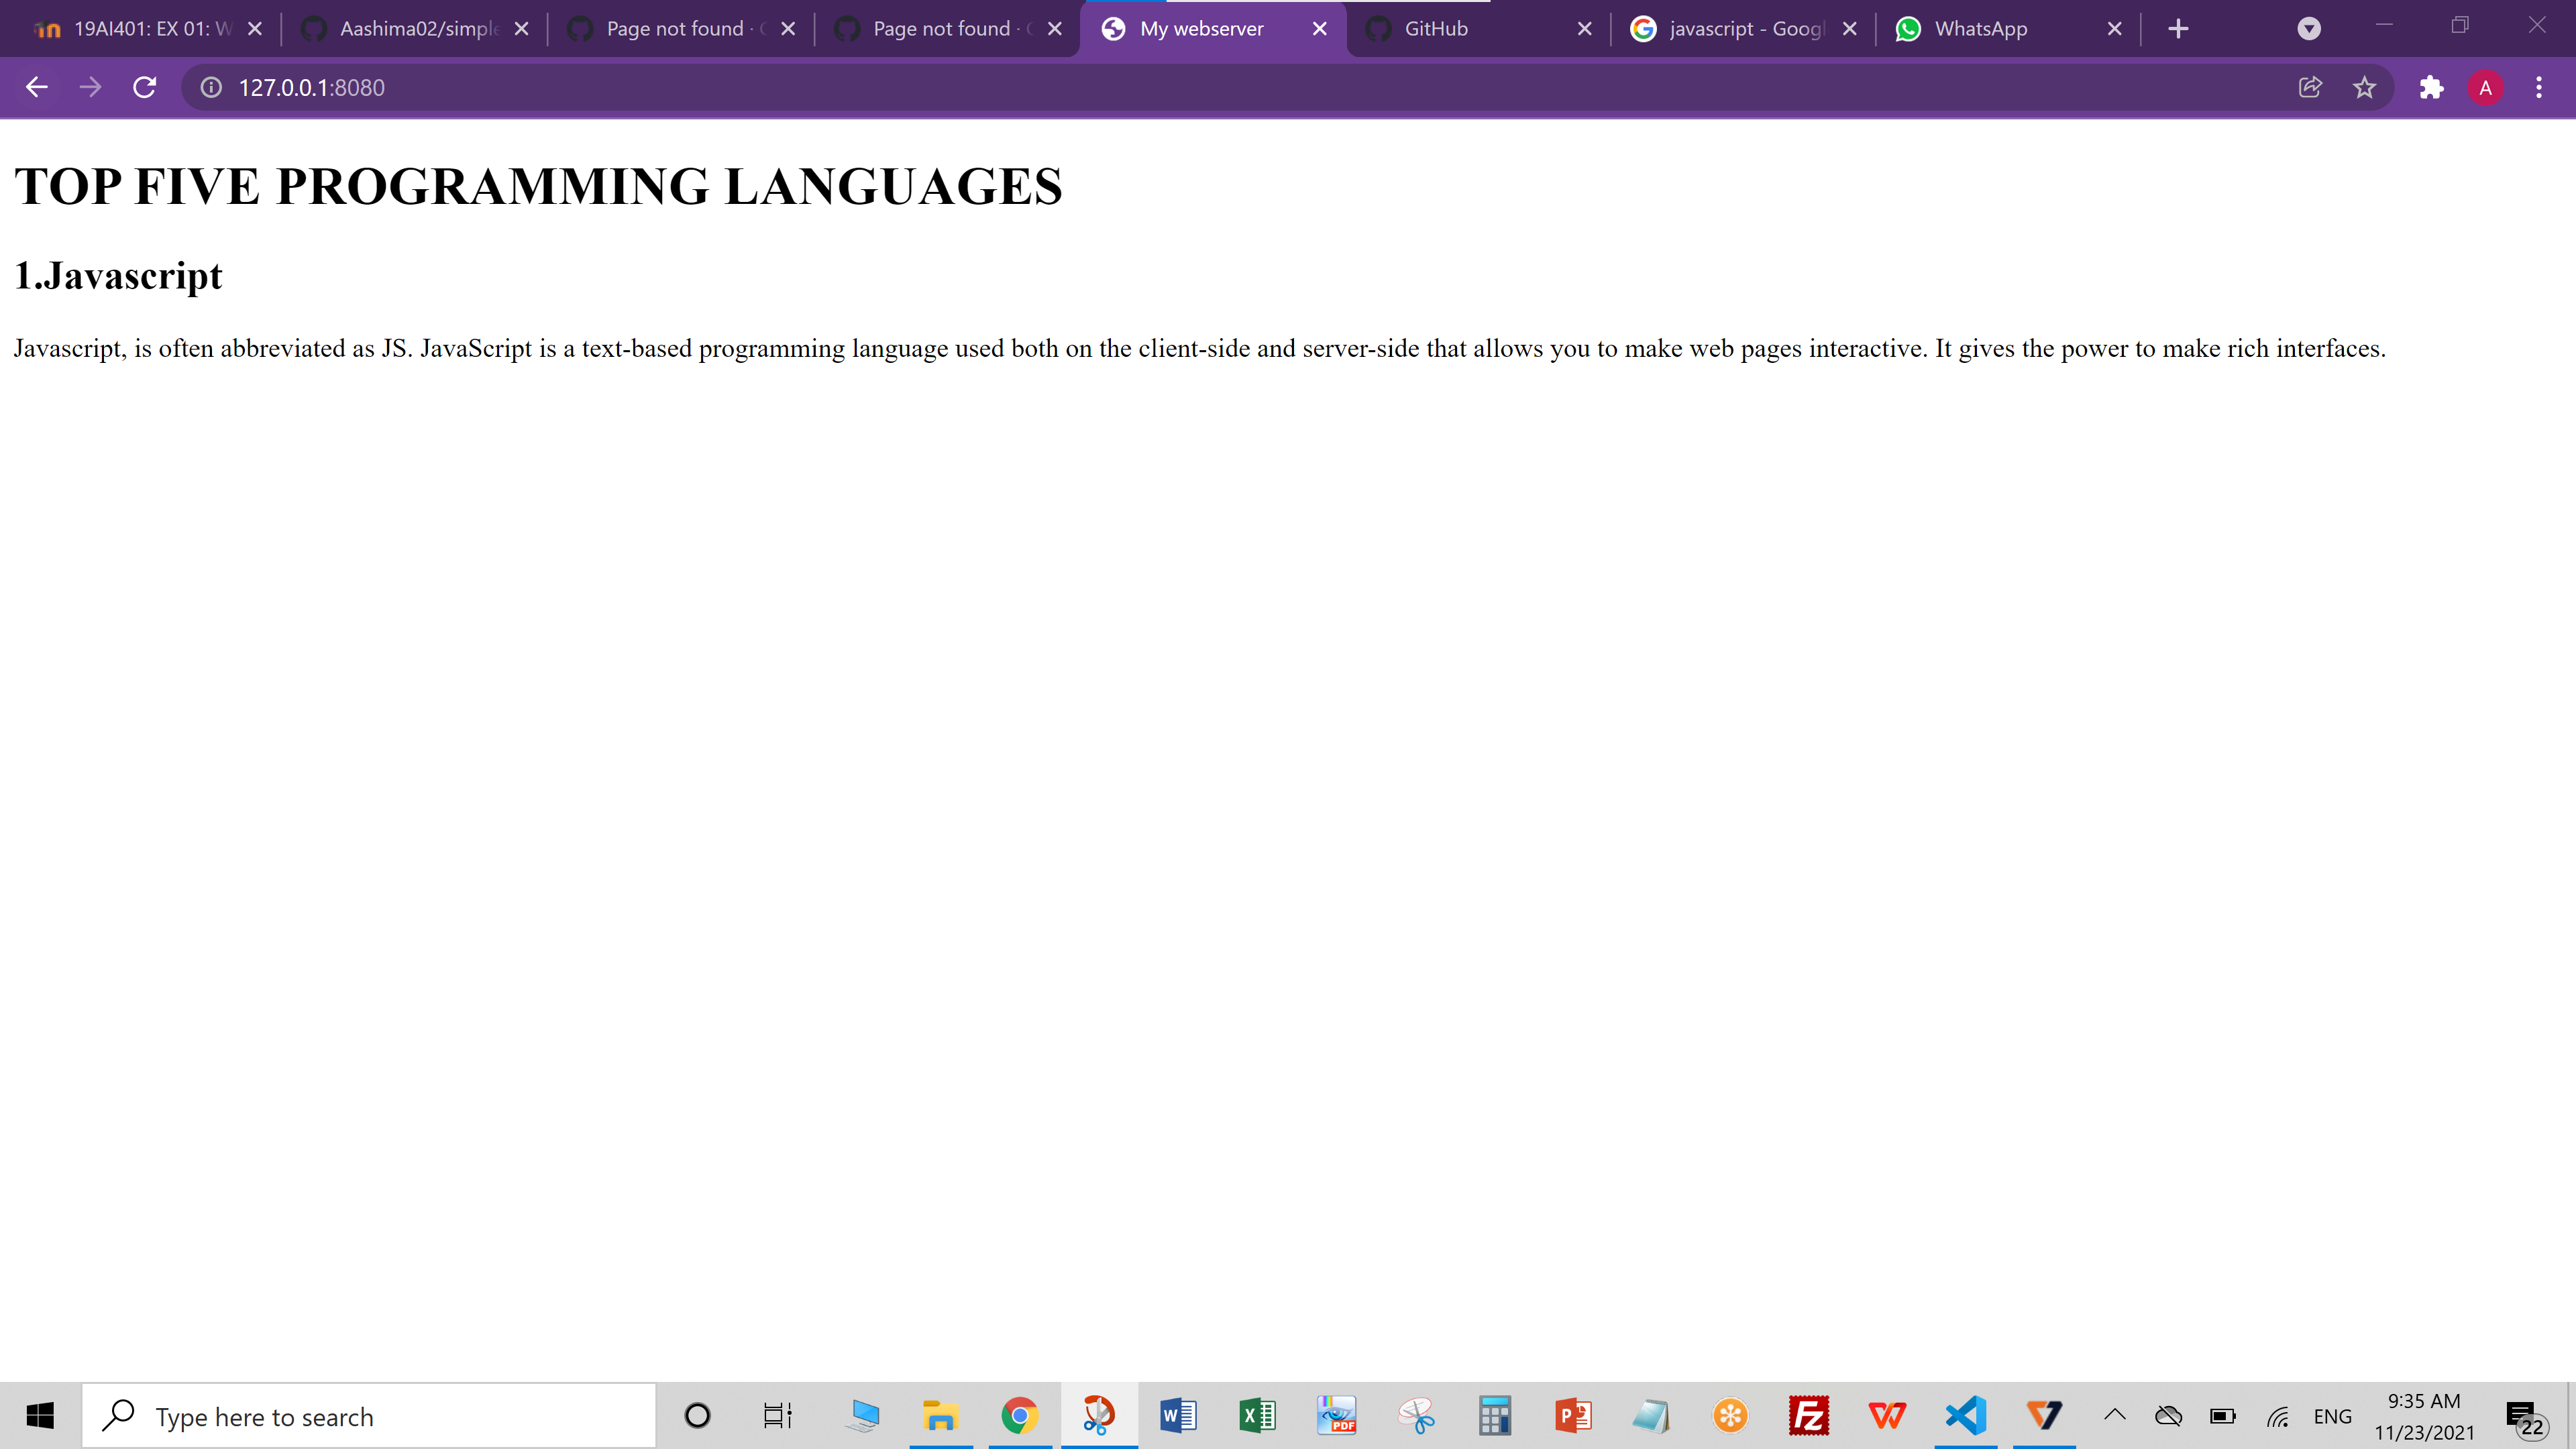 19AI401: EX 01: W
Aashima02/simple
Page not found ·
Page not found ·
My webserver
GitHub
javascript - Googl
WhatsApp
127.0.0.1:8080
A
TOP FIVE PROGRAMMING LANGUAGES
1.Javascript
Javascript, is often abbreviated as JS. JavaScript is a text-based programming language used both on the client-side and server-side that allows you to make web pages interactive. It gives the power to make rich interfaces.
Type here to search
PDF
ENG
9:35 AM
11/23/2021
22